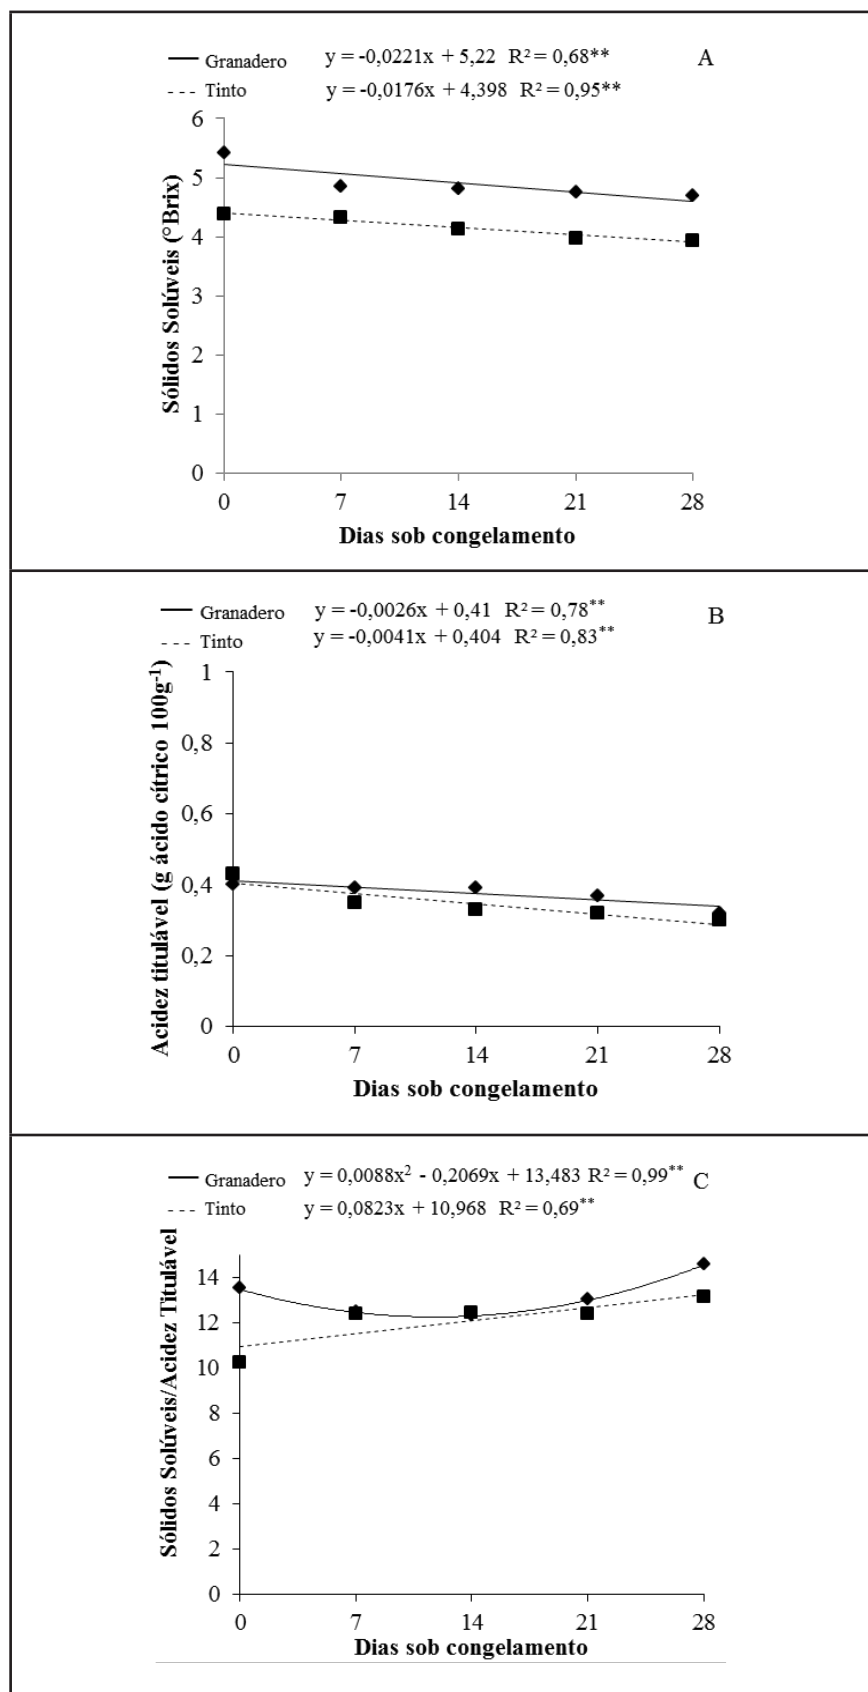 Granadero y = -0,0221x + 5,22 R² = 0,68** A
Tinto y = -0,0176x + 4,398 R² = 0,95**
6
5
4
3
2
1
0
Sólidos Solúveis (°Brix)
0 7 14 21 28
Dias sob congelamento
Granadero y = -0,0026x + 0,41 R² = 0,78** B
Tinto y = -0,0041x + 0,404 R² = 0,83**
1
0,8
0,6
0,4
0,2
0
Acidez titulável (g ácido cítrico 100g⁻¹)
0 7 14 21 28
Dias sob congelamento
Granadero y = 0,0088x² - 0,2069x + 13,483 R² = 0,99** C
Tinto y = 0,0823x + 10,968 R² = 0,69**
14
12
10
8
6
4
2
0
Sólidos Solúveis/Acidez Titulável
0 7 14 21 28
Dias sob congelamento